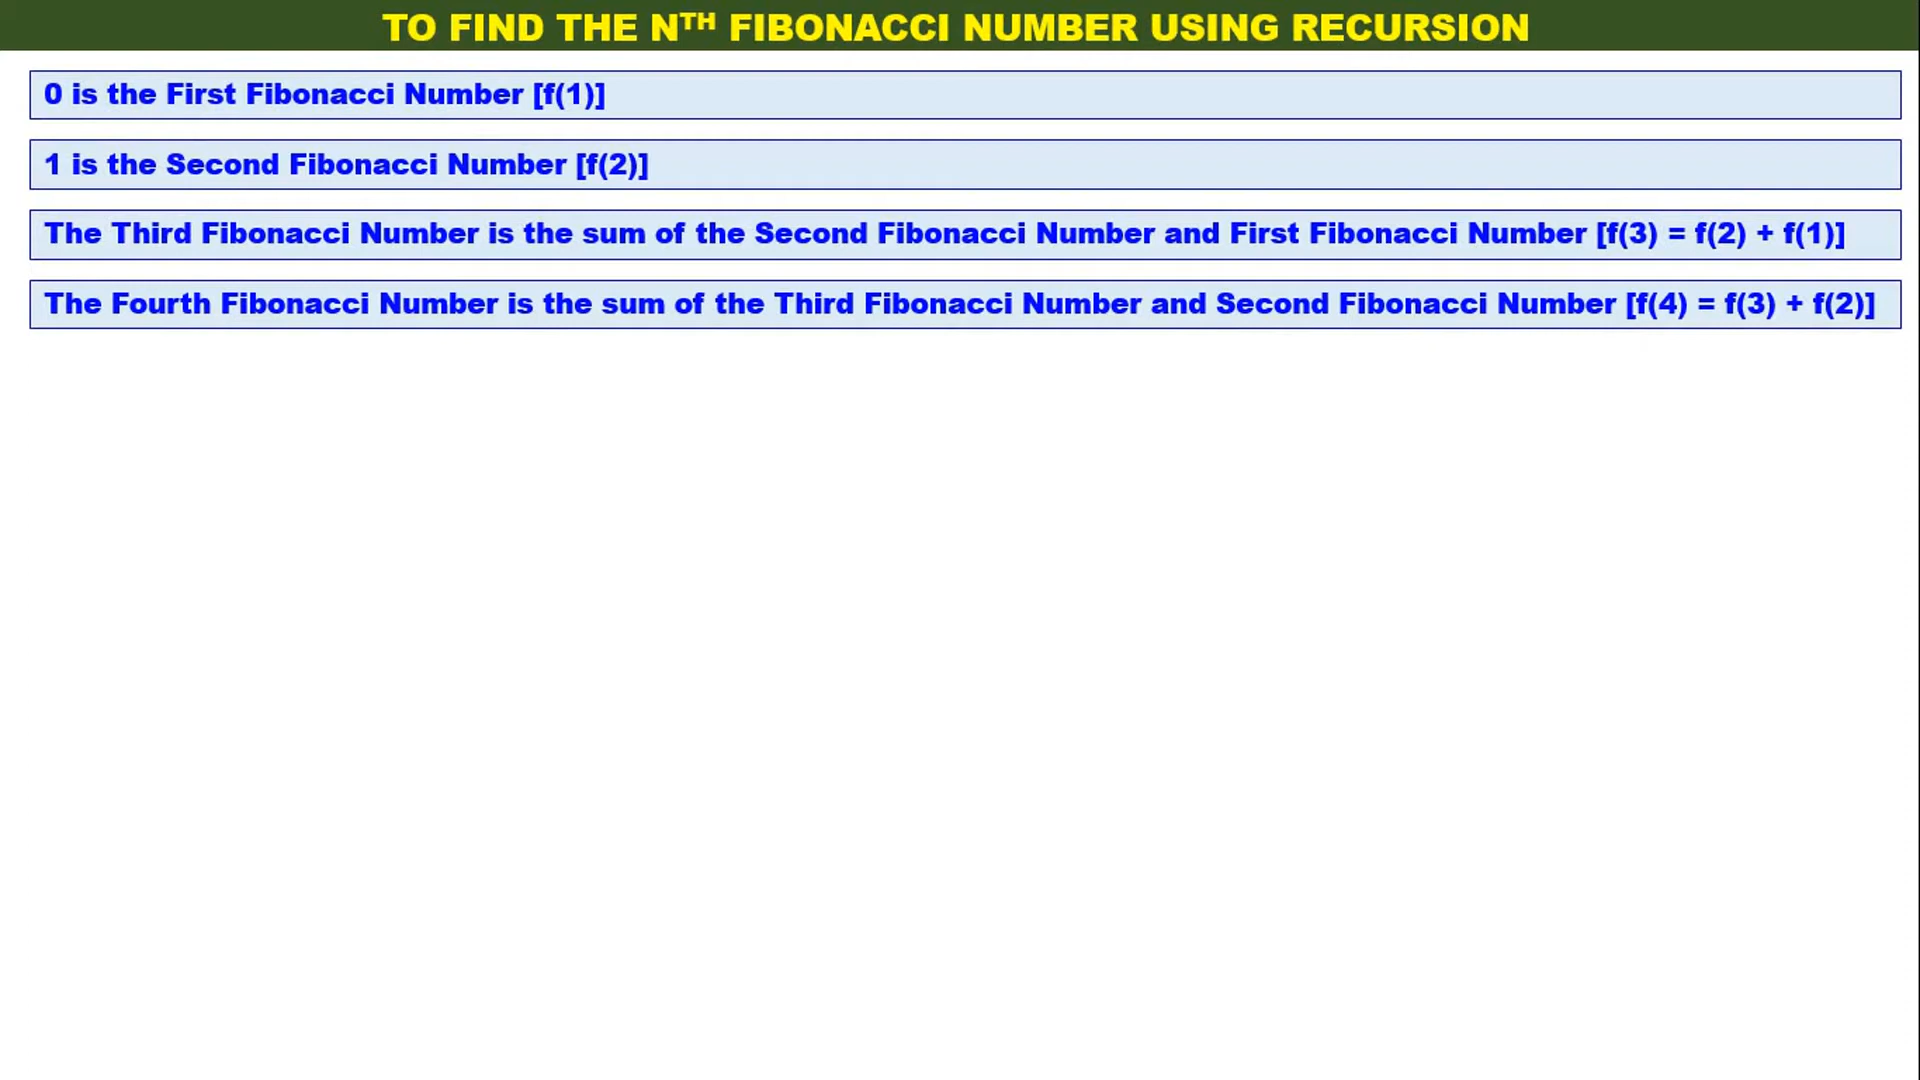 TO FIND THE NTH FIBONACCI NUMBER USING RECURSION
0 is the First Fibonacci Number [f(1)]
1 is the Second Fibonacci Number [f(2)]
The Third Fibonacci Number is the sum of the Second Fibonacci Number and First Fibonacci Number [f(3) = f(2) + f(1)]
The Fourth Fibonacci Number is the sum of the Third Fibonacci Number and Second Fibonacci Number [f(4) = f(3) + f(2)]